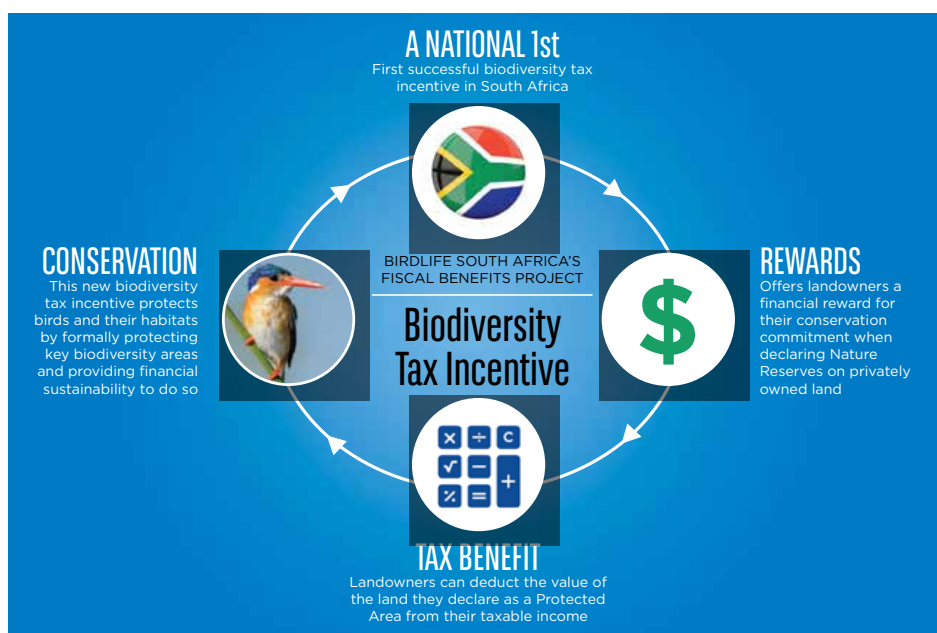 A NATIONAL 1st
First successful biodiversity tax
incentive in South Africa
CONSERVATION
This new biodiversity
tax incentive protects
birds and their habitats
by formally protecting
key biodiversity areas
and providing financial
sustainability to do so
BIRDLIFE SOUTH AFRICA'S
FISCAL BENEFITS PROJECT
Biodiversity
Tax Incentive
$
REWARDS
Offers landowners a
financial reward for
their conservation
commitment when
declaring Nature
Reserves on privately
owned land
× ÷ C
√ −
+
% =
TAX BENEFIT
Landowners can deduct the value of
the land they declare as a Protected
Area from their taxable income